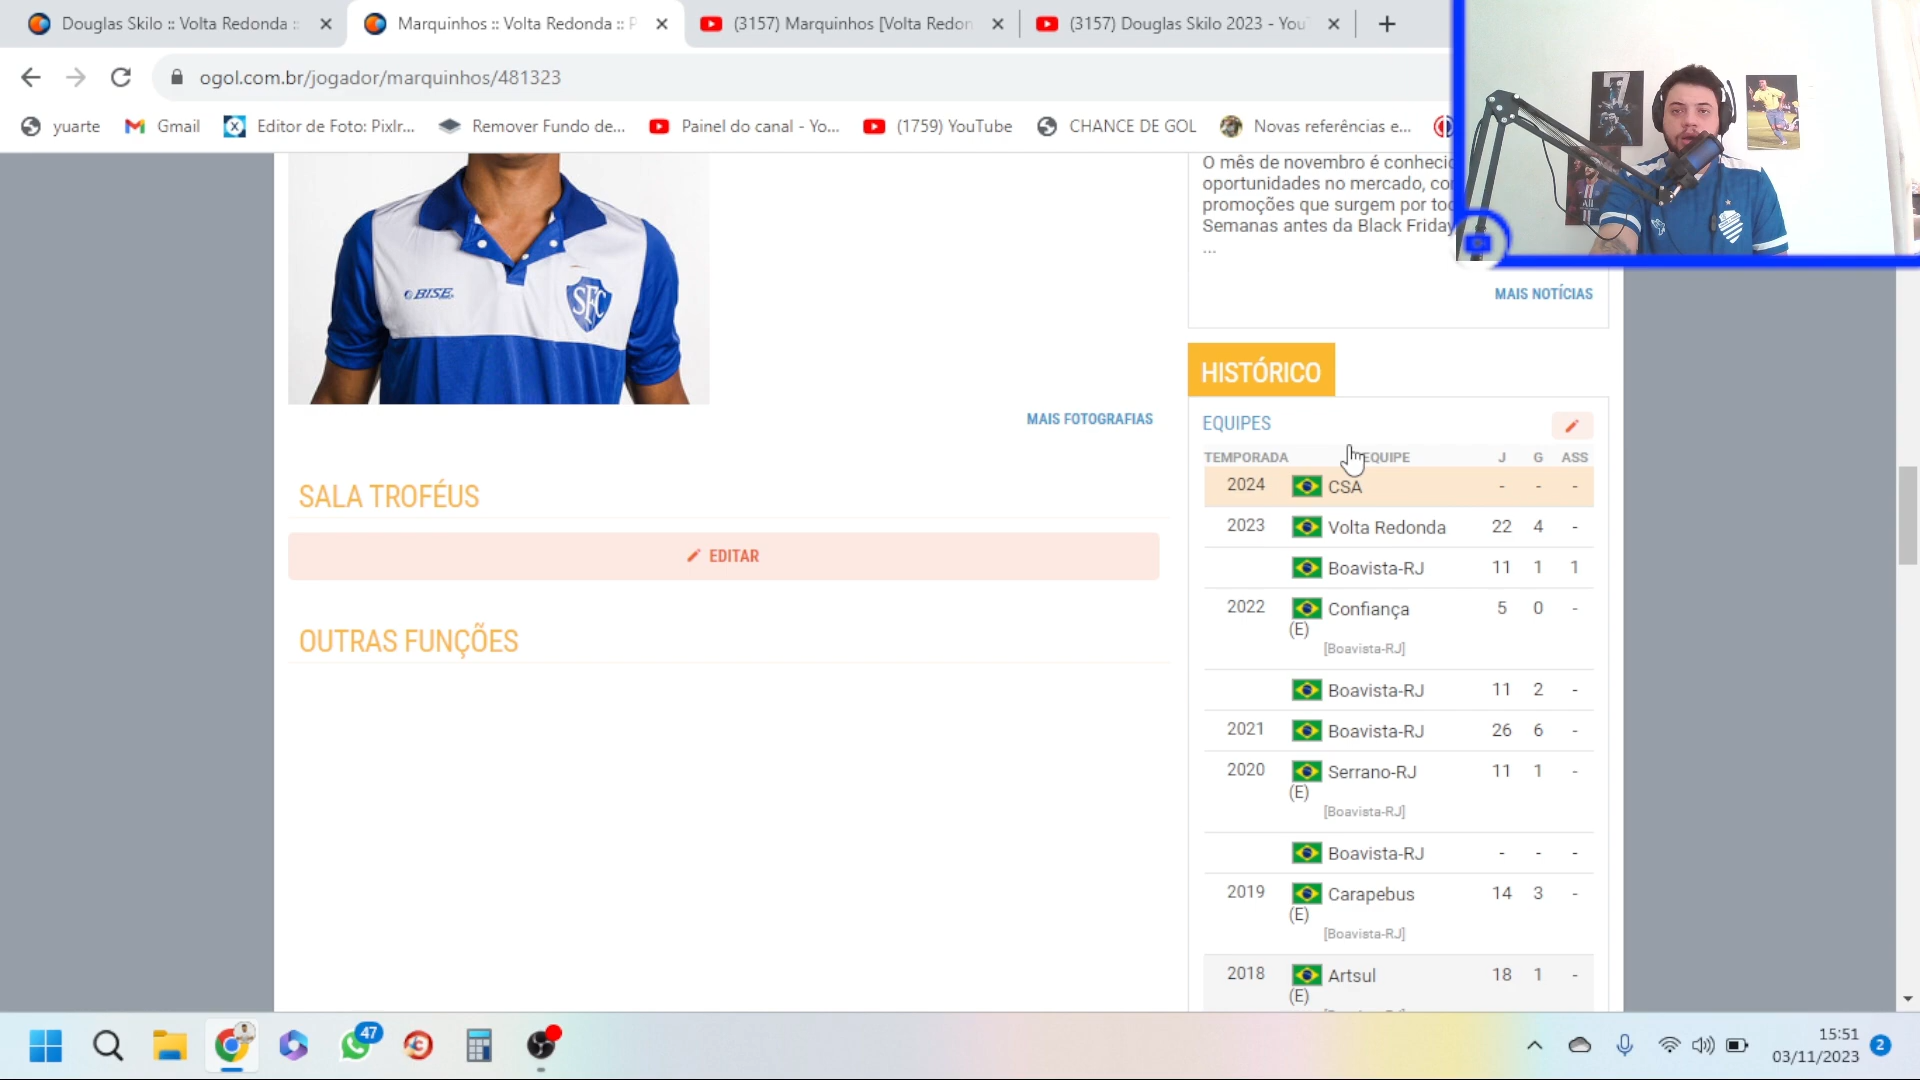 Douglas Skilo :: Volta Redonda ::
Marquinhos :: Volta Redonda :: P
(3157) Marquinhos [Volta Redon
(3157) Douglas Skilo 2023 - You
ogol.com.br/jogador/marquinhos/481323
yuarte
Gmail
Editor de Foto: Pixlr...
Remover Fundo de...
Painel do canal - Yo...
(1759) YouTube
CHANCE DE GOL
Novas referências e...
7
BISE
SFC
O mês de novembro é conhecid
oportunidades no mercado, co
promoções que surgem por to
Semanas antes da Black Friday
...
MAIS NOTÍCIAS
MAIS FOTOGRAFIAS
SALA TROFÉUS
EDITAR
OUTRAS FUNÇÕES
HISTÓRICO
EQUIPES
TEMPORADA EQUIPE J G ASS
2024 CSA - - -
2023 Volta Redonda 22 4 -
Boavista-RJ 11 1 1
2022 Confiança 5 0 -
(E)
[Boavista-RJ]
Boavista-RJ 11 2 -
2021 Boavista-RJ 26 6 -
2020 Serrano-RJ 11 1 -
(E)
[Boavista-RJ]
Boavista-RJ - - -
2019 Carapebus 14 3 -
(E)
[Boavista-RJ]
2018 Artsul 18 1 -
(E)
47
15:51
03/11/2023
2